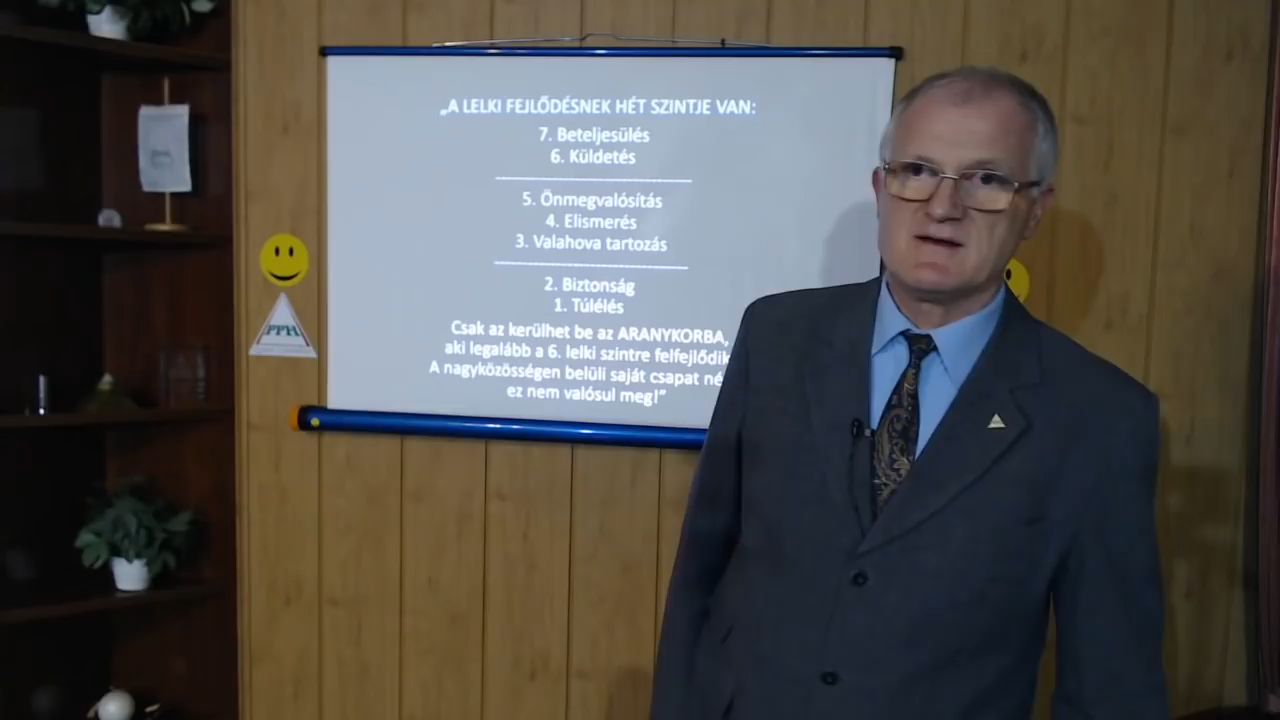 „A LELKI FEJLŐDÉSNEK HÉT SZINTJE VAN:
7. Beteljesülés
6. Küldetés
5. Önmegvalósítás
4. Elismerés
3. Valahova tartozás
2. Biztonság
1. Túlélés
Csak az kerülhet be az ARANYKORBA,
aki legalább a 6. lelki szintre felfejlődik
A nagyközösségen belüli saját csapat né
ez nem valósul meg!”
PPH